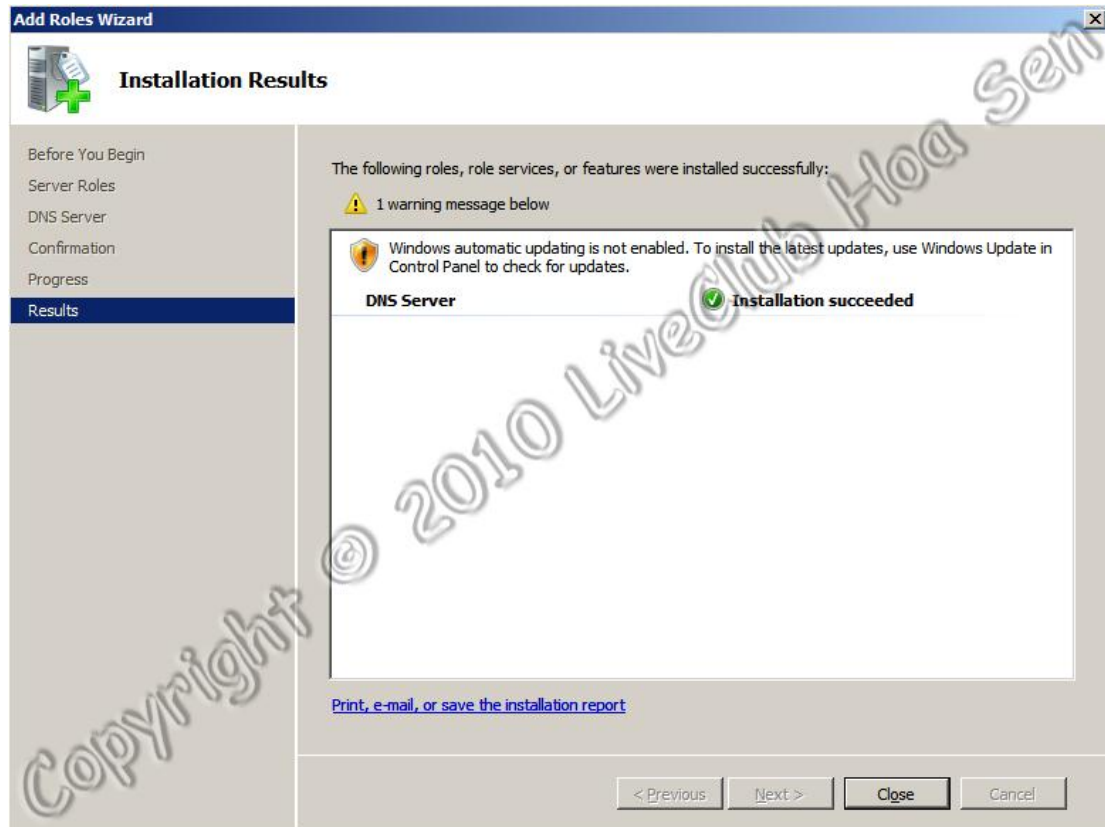 Add Roles Wizard
Installation Results
Before You Begin
Server Roles
DNS Server
Confirmation
Progress
Results
The following roles, role services, or features were installed successfully:
1 warning message below
Windows automatic updating is not enabled. To install the latest updates, use Windows Update in
Control Panel to check for updates.
DNS Server
Installation succeeded
Print, e-mail, or save the installation report
< Previous
Next >
Close
Cancel
Copyright © 2010 LiveClub Hoa Sen